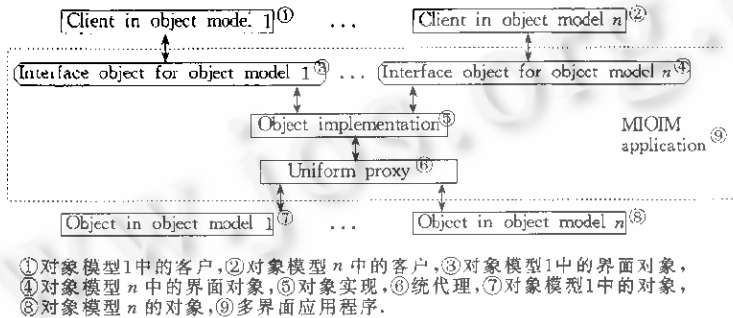 Client in object model 1① ... Client in object model n②
Interface object for object model 1③ ... Interface object for object model n④
Object implementation⑤
MIOIM
application⑨
Uniform proxy⑥
Object in object model 1⑦ ... Object in object model n⑧
①对象模型1中的客户,②对象模型n中的客户,③对象模型1中的界面对象,
④对象模型n中的界面对象,⑤对象实现,⑥统代理,⑦对象模型1中的对象,
⑧对象模型n的对象,⑨多界面应用程序.